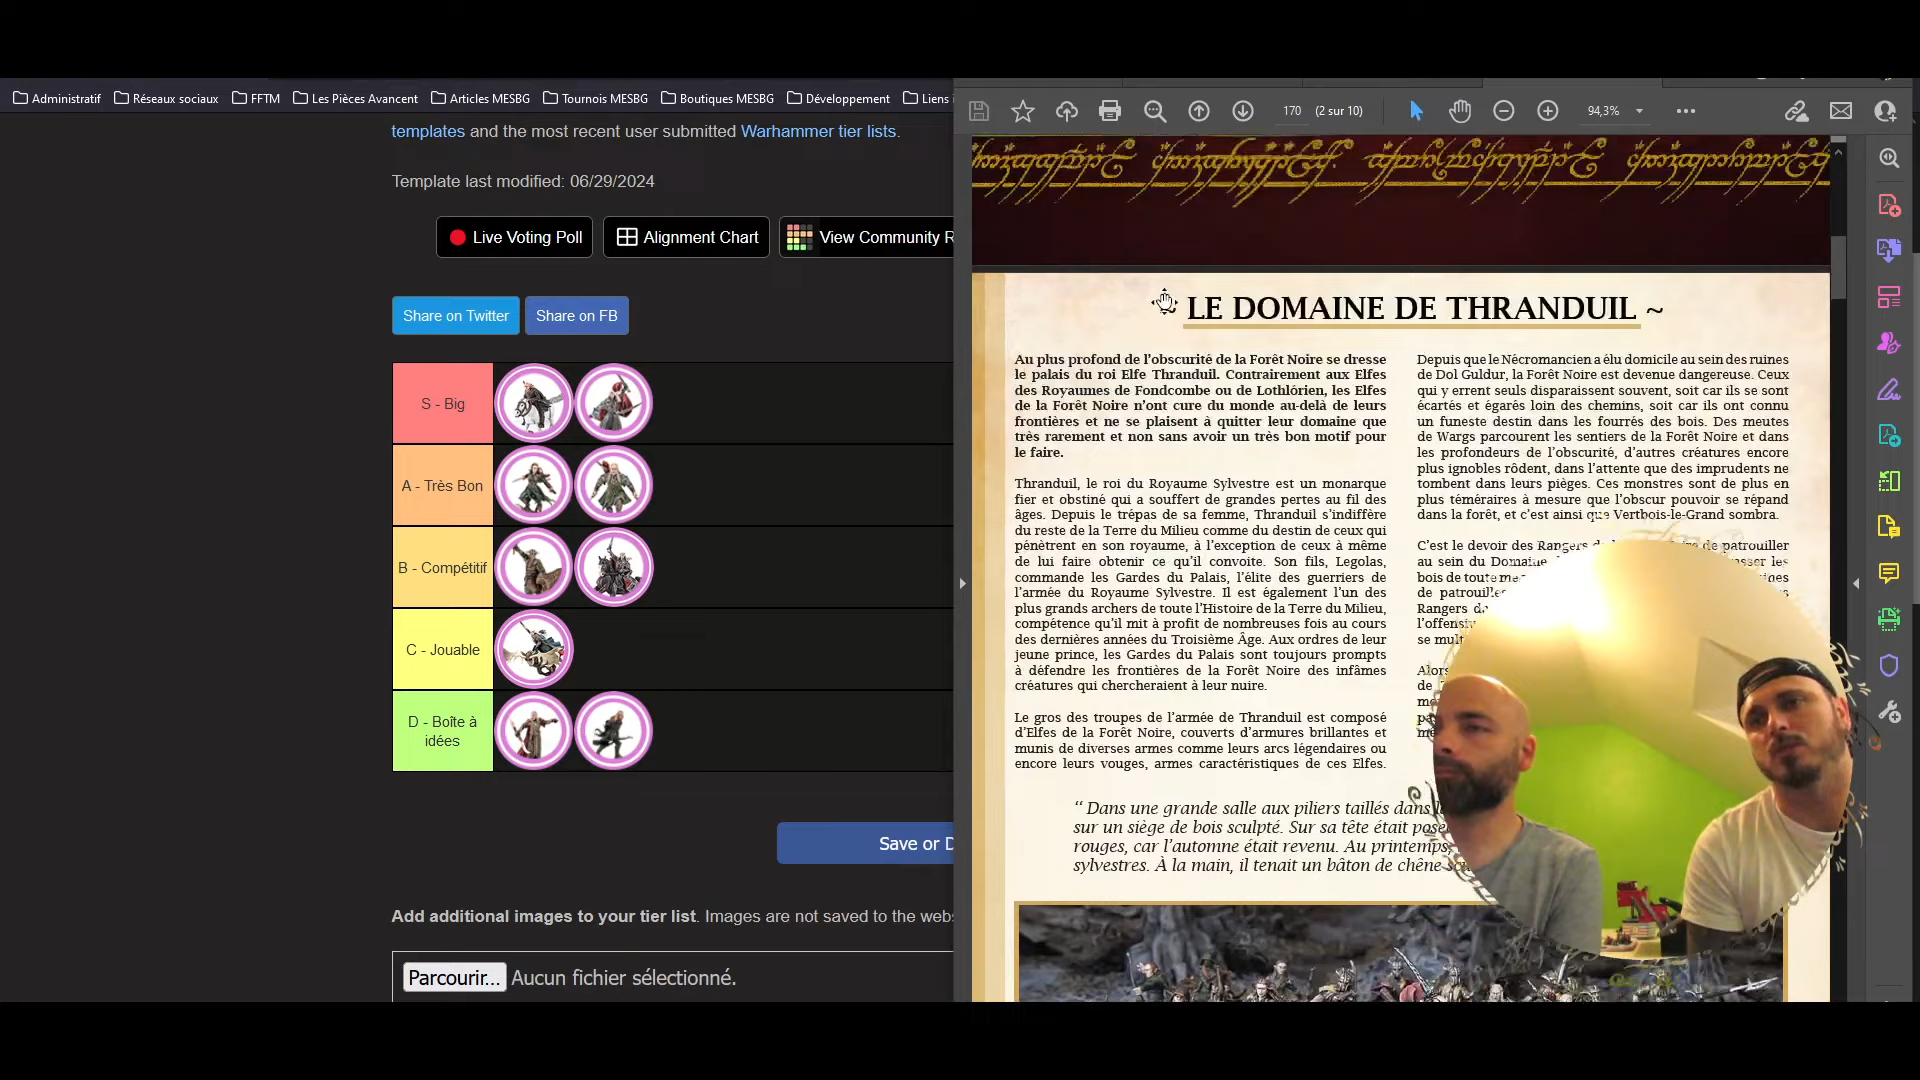 Administratif
Réseaux sociaux
FFTM
Les Pièces Avancent
Articles MESBG
Tournois MESBG
Boutiques MESBG
Développement
Liens
templates and the most recent user submitted Warhammer tier lists.
Template last modified: 06/29/2024
Live Voting Poll
Alignment Chart
View Community R
Share on Twitter
Share on FB
S - Big
A - Très Bon
B - Compétitif
C - Jouable
D - Boîte à
idées
Save or D
Add additional images to your tier list. Images are not saved to the webs
Parcourir... Aucun fichier sélectionné.
170 (2 sur 10)
94,3%
LE DOMAINE DE THRANDUIL ~
Au plus profond de l'obscurité de la Forêt Noire se dresse
le palais du roi Elfe Thranduil. Contrairement aux Elfes
des Royaumes de Fondcombe ou de Lothlórien, les Elfes
de la Forêt Noire n'ont cure du monde au-delà de leurs
frontières et ne se plaisent à quitter leur domaine que
très rarement et non sans avoir un très bon motif pour
le faire.
Thranduil, le roi du Royaume Sylvestre est un monarque
fier et obstiné qui a souffert de grandes pertes au fil des
âges. Depuis le trépas de sa femme, Thranduil s'indiffère
du reste de la Terre du Milieu comme du destin de ceux qui
pénètrent en son royaume, à l'exception de ceux à même
de lui faire obtenir ce qu'il convoite. Son fils, Legolas,
commande les Gardes du Palais, l'élite des guerriers de
l'armée du Royaume Sylvestre. Il est également l'un des
plus grands archers de toute l'Histoire de la Terre du Milieu,
compétence qu'il mit à profit de nombreuses fois au cours
des dernières années du Troisième Âge. Aux ordres de leur
jeune prince, les Gardes du Palais sont toujours prompts
à défendre les frontières de la Forêt Noire des infâmes
créatures qui chercheraient à leur nuire.
Le gros des troupes de l'armée de Thranduil est composé
d'Elfes de la Forêt Noire, couverts d'armures brillantes et
munis de diverses armes comme leurs arcs légendaires ou
encore leurs vouges, armes caractéristiques de ces Elfes.
Depuis que le Nécromancien a élu domicile au sein des ruines
de Dol Guldur, la Forêt Noire est devenue dangereuse. Ceux
qui y errent seuls disparaissent souvent, soit car ils se sont
écartés et égarés loin des chemins, soit car ils ont connu
un funeste destin dans les fourrés des bois. Des meutes
de Wargs parcourent les sentiers de la Forêt Noire et dans
les profondeurs de l'obscurité, d'autres créatures encore
plus ignobles rôdent, dans l'attente que des imprudents ne
tombent dans leurs pièges. Ces monstres sont de plus en
plus téméraires à mesure que l'obscur pouvoir se répand
dans la forêt, et c'est ainsi que Vertbois-le-Grand sombra.
C'est le devoir des Rangers de patrouiller
au sein du Domaine
bois de toute
de patrouilles
Rangers
l'offensiv
se mul
Alors
de
“ Dans une grande salle aux piliers taillés dans
sur un siège de bois sculpté. Sur sa tête était
rouges, car l'automne était revenu. Au printemps,
sylvestres. À la main, il tenait un bâton de chêne